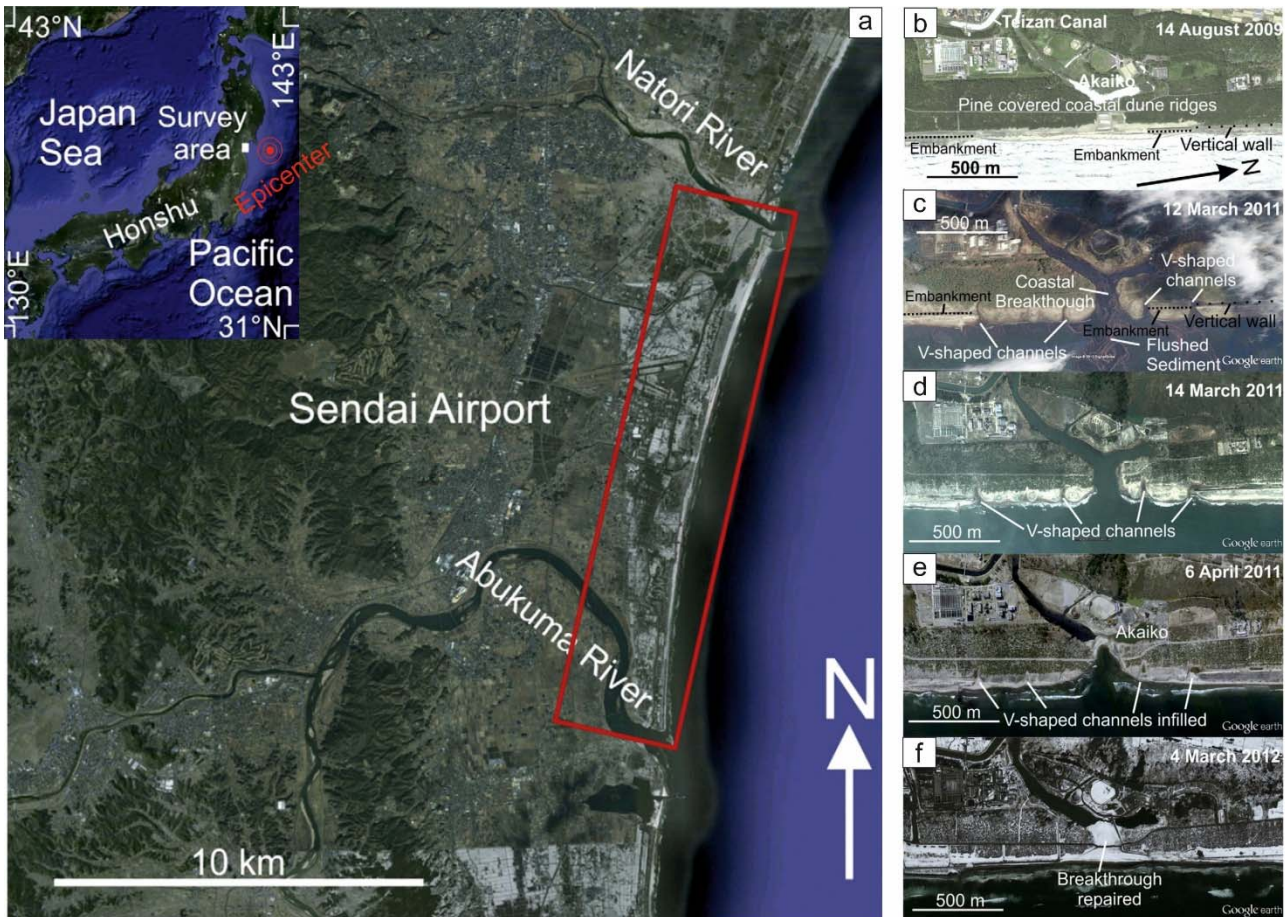 43°N
143°E
Japan
Sea
Survey
area
Epicenter
Honshu
Pacific
Ocean
130°E
31°N
a
Natori River
Sendai Airport
Abukuma River
N
10 km
b
Teizan Canal
14 August 2009
Akaiko
Pine covered coastal dune ridges
Embankment
Embankment
Vertical wall
500 m
N
c
500 m
12 March 2011
V-shaped
channels
Coastal
Breakthough
Embankment
Embankment
Vertical wall
V-shaped channels
Flushed
Sediment
Google earth
d
14 March 2011
V-shaped channels
500 m
Google earth
e
6 April 2011
Akaiko
500 m
V-shaped channels infilled
Google earth
f
4 March 2012
Breakthrough
repaired
500 m
Google earth